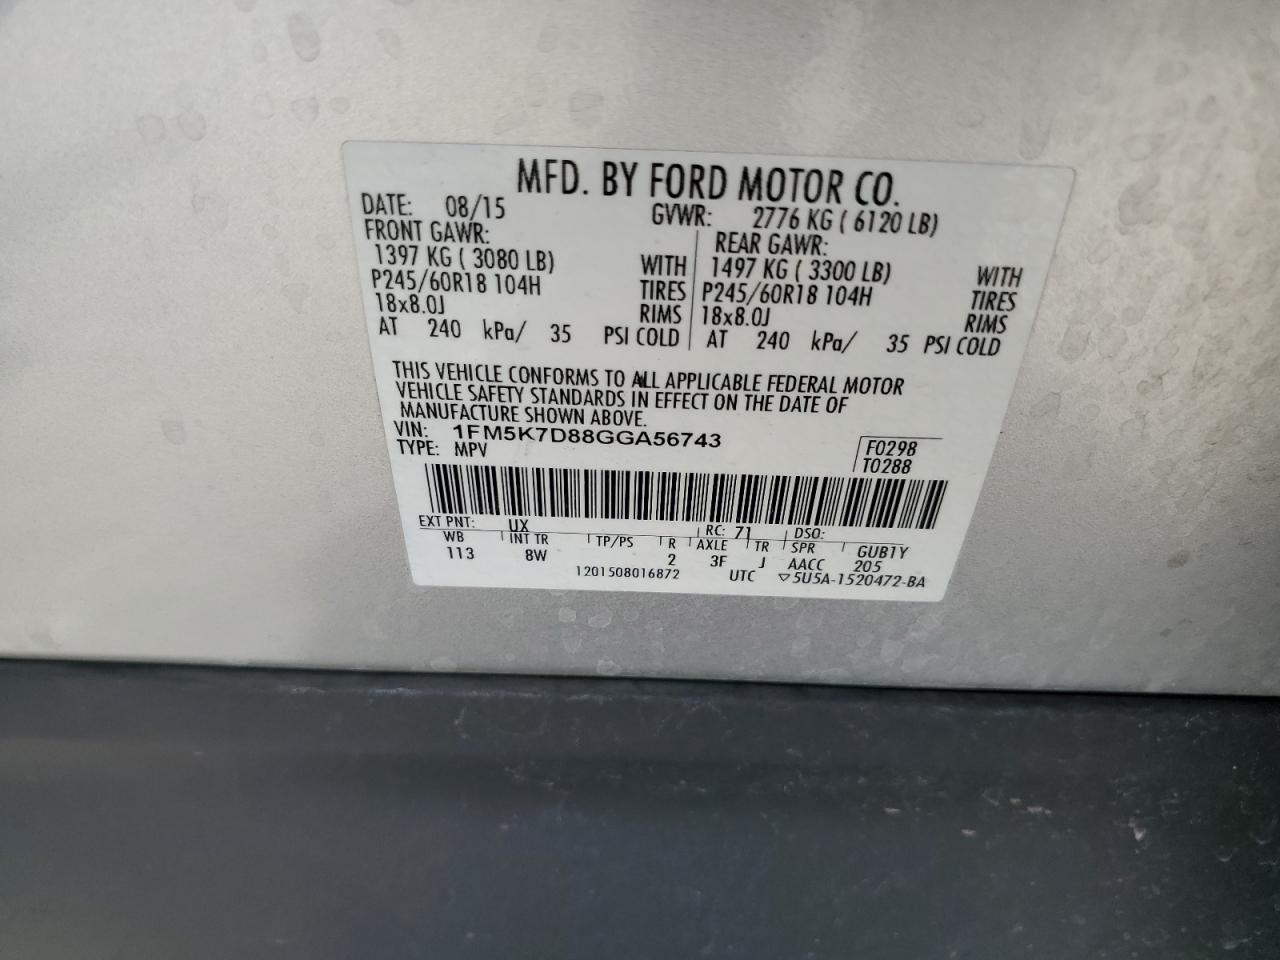 MFD. BY FORD MOTOR CO.
DATE: 08/15 GVWR: 2776 KG ( 6120 LB)
FRONT GAWR: REAR GAWR:
1397 KG ( 3080 LB) WITH 1497 KG ( 3300 LB) WITH
P245/60R18 104H TIRES P245/60R18 104H TIRES
18x8.0J RIMS 18x8.0J RIMS
AT 240 kPa/ 35 PSI COLD AT 240 kPa/ 35 PSI COLD
THIS VEHICLE CONFORMS TO ALL APPLICABLE FEDERAL MOTOR
VEHICLE SAFETY STANDARDS IN EFFECT ON THE DATE OF
MANUFACTURE SHOWN ABOVE.
VIN: 1FM5K7D88GGA56743 F0298
TYPE: MPV T0288
EXT PNT: UX RC: 71 DSO:
WB INT TR TP/PS R AXLE TR SPR GUB1Y
113 8W 2 3F J AACC 205
1201508016872 UTC ▽5U5A-1520472-BA